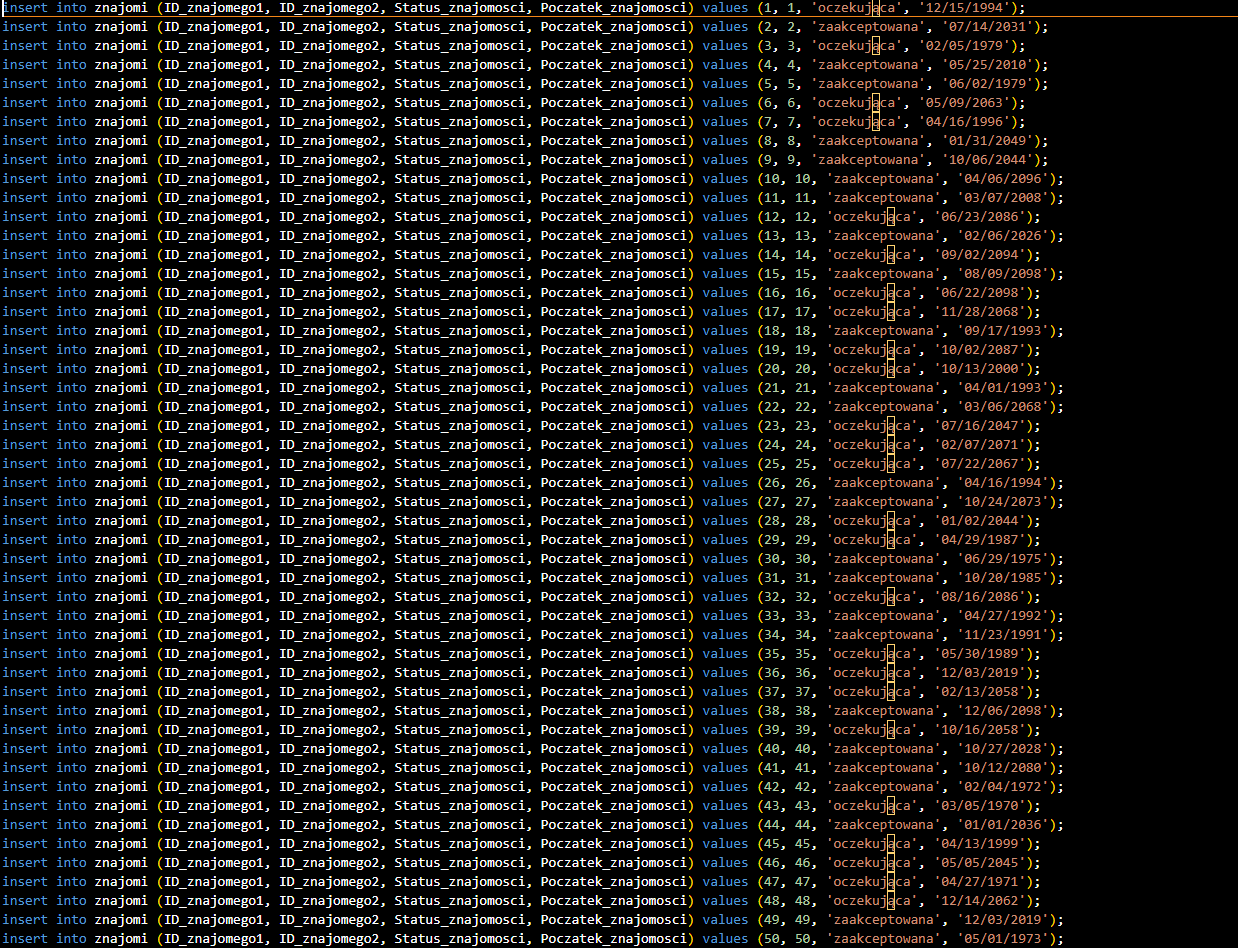 insert into znajomi (ID_znajomego1, ID_znajomego2, Status_znajomosci, Poczatek_znajomosci) values (1, 1, 'oczekująca', '12/15/1994');
insert into znajomi (ID_znajomego1, ID_znajomego2, Status_znajomosci, Poczatek_znajomosci) values (2, 2, 'zaakceptowana', '07/14/2031');
insert into znajomi (ID_znajomego1, ID_znajomego2, Status_znajomosci, Poczatek_znajomosci) values (3, 3, 'oczekująca', '02/05/1979');
insert into znajomi (ID_znajomego1, ID_znajomego2, Status_znajomosci, Poczatek_znajomosci) values (4, 4, 'zaakceptowana', '05/25/2010');
insert into znajomi (ID_znajomego1, ID_znajomego2, Status_znajomosci, Poczatek_znajomosci) values (5, 5, 'zaakceptowana', '06/02/1979');
insert into znajomi (ID_znajomego1, ID_znajomego2, Status_znajomosci, Poczatek_znajomosci) values (6, 6, 'oczekująca', '05/09/2063');
insert into znajomi (ID_znajomego1, ID_znajomego2, Status_znajomosci, Poczatek_znajomosci) values (7, 7, 'oczekująca', '04/16/1996');
insert into znajomi (ID_znajomego1, ID_znajomego2, Status_znajomosci, Poczatek_znajomosci) values (8, 8, 'zaakceptowana', '01/31/2049');
insert into znajomi (ID_znajomego1, ID_znajomego2, Status_znajomosci, Poczatek_znajomosci) values (9, 9, 'zaakceptowana', '10/06/2044');
insert into znajomi (ID_znajomego1, ID_znajomego2, Status_znajomosci, Poczatek_znajomosci) values (10, 10, 'zaakceptowana', '04/06/2096');
insert into znajomi (ID_znajomego1, ID_znajomego2, Status_znajomosci, Poczatek_znajomosci) values (11, 11, 'zaakceptowana', '03/07/2008');
insert into znajomi (ID_znajomego1, ID_znajomego2, Status_znajomosci, Poczatek_znajomosci) values (12, 12, 'oczekująca', '06/23/2086');
insert into znajomi (ID_znajomego1, ID_znajomego2, Status_znajomosci, Poczatek_znajomosci) values (13, 13, 'zaakceptowana', '02/06/2026');
insert into znajomi (ID_znajomego1, ID_znajomego2, Status_znajomosci, Poczatek_znajomosci) values (14, 14, 'oczekująca', '09/02/2094');
insert into znajomi (ID_znajomego1, ID_znajomego2, Status_znajomosci, Poczatek_znajomosci) values (15, 15, 'zaakceptowana', '08/09/2098');
insert into znajomi (ID_znajomego1, ID_znajomego2, Status_znajomosci, Poczatek_znajomosci) values (16, 16, 'oczekująca', '06/22/2098');
insert into znajomi (ID_znajomego1, ID_znajomego2, Status_znajomosci, Poczatek_znajomosci) values (17, 17, 'oczekująca', '11/28/2068');
insert into znajomi (ID_znajomego1, ID_znajomego2, Status_znajomosci, Poczatek_znajomosci) values (18, 18, 'zaakceptowana', '09/17/1993');
insert into znajomi (ID_znajomego1, ID_znajomego2, Status_znajomosci, Poczatek_znajomosci) values (19, 19, 'oczekująca', '10/02/2087');
insert into znajomi (ID_znajomego1, ID_znajomego2, Status_znajomosci, Poczatek_znajomosci) values (20, 20, 'oczekująca', '10/13/2000');
insert into znajomi (ID_znajomego1, ID_znajomego2, Status_znajomosci, Poczatek_znajomosci) values (21, 21, 'zaakceptowana', '04/01/1993');
insert into znajomi (ID_znajomego1, ID_znajomego2, Status_znajomosci, Poczatek_znajomosci) values (22, 22, 'zaakceptowana', '03/06/2068');
insert into znajomi (ID_znajomego1, ID_znajomego2, Status_znajomosci, Poczatek_znajomosci) values (23, 23, 'oczekująca', '07/16/2047');
insert into znajomi (ID_znajomego1, ID_znajomego2, Status_znajomosci, Poczatek_znajomosci) values (24, 24, 'oczekująca', '02/07/2071');
insert into znajomi (ID_znajomego1, ID_znajomego2, Status_znajomosci, Poczatek_znajomosci) values (25, 25, 'oczekująca', '07/22/2067');
insert into znajomi (ID_znajomego1, ID_znajomego2, Status_znajomosci, Poczatek_znajomosci) values (26, 26, 'zaakceptowana', '04/16/1994');
insert into znajomi (ID_znajomego1, ID_znajomego2, Status_znajomosci, Poczatek_znajomosci) values (27, 27, 'zaakceptowana', '10/24/2073');
insert into znajomi (ID_znajomego1, ID_znajomego2, Status_znajomosci, Poczatek_znajomosci) values (28, 28, 'oczekująca', '01/02/2044');
insert into znajomi (ID_znajomego1, ID_znajomego2, Status_znajomosci, Poczatek_znajomosci) values (29, 29, 'oczekująca', '04/29/1987');
insert into znajomi (ID_znajomego1, ID_znajomego2, Status_znajomosci, Poczatek_znajomosci) values (30, 30, 'zaakceptowana', '06/29/1975');
insert into znajomi (ID_znajomego1, ID_znajomego2, Status_znajomosci, Poczatek_znajomosci) values (31, 31, 'zaakceptowana', '10/20/1985');
insert into znajomi (ID_znajomego1, ID_znajomego2, Status_znajomosci, Poczatek_znajomosci) values (32, 32, 'oczekująca', '08/16/2086');
insert into znajomi (ID_znajomego1, ID_znajomego2, Status_znajomosci, Poczatek_znajomosci) values (33, 33, 'zaakceptowana', '04/27/1992');
insert into znajomi (ID_znajomego1, ID_znajomego2, Status_znajomosci, Poczatek_znajomosci) values (34, 34, 'zaakceptowana', '11/23/1991');
insert into znajomi (ID_znajomego1, ID_znajomego2, Status_znajomosci, Poczatek_znajomosci) values (35, 35, 'oczekująca', '05/30/1989');
insert into znajomi (ID_znajomego1, ID_znajomego2, Status_znajomosci, Poczatek_znajomosci) values (36, 36, 'oczekująca', '12/03/2019');
insert into znajomi (ID_znajomego1, ID_znajomego2, Status_znajomosci, Poczatek_znajomosci) values (37, 37, 'oczekująca', '02/13/2058');
insert into znajomi (ID_znajomego1, ID_znajomego2, Status_znajomosci, Poczatek_znajomosci) values (38, 38, 'zaakceptowana', '12/06/2098');
insert into znajomi (ID_znajomego1, ID_znajomego2, Status_znajomosci, Poczatek_znajomosci) values (39, 39, 'oczekująca', '10/16/2058');
insert into znajomi (ID_znajomego1, ID_znajomego2, Status_znajomosci, Poczatek_znajomosci) values (40, 40, 'zaakceptowana', '10/27/2028');
insert into znajomi (ID_znajomego1, ID_znajomego2, Status_znajomosci, Poczatek_znajomosci) values (41, 41, 'zaakceptowana', '10/12/2080');
insert into znajomi (ID_znajomego1, ID_znajomego2, Status_znajomosci, Poczatek_znajomosci) values (42, 42, 'zaakceptowana', '02/04/1972');
insert into znajomi (ID_znajomego1, ID_znajomego2, Status_znajomosci, Poczatek_znajomosci) values (43, 43, 'oczekująca', '03/05/1970');
insert into znajomi (ID_znajomego1, ID_znajomego2, Status_znajomosci, Poczatek_znajomosci) values (44, 44, 'zaakceptowana', '01/01/2036');
insert into znajomi (ID_znajomego1, ID_znajomego2, Status_znajomosci, Poczatek_znajomosci) values (45, 45, 'oczekująca', '04/13/1999');
insert into znajomi (ID_znajomego1, ID_znajomego2, Status_znajomosci, Poczatek_znajomosci) values (46, 46, 'oczekująca', '05/05/2045');
insert into znajomi (ID_znajomego1, ID_znajomego2, Status_znajomosci, Poczatek_znajomosci) values (47, 47, 'oczekująca', '04/27/1971');
insert into znajomi (ID_znajomego1, ID_znajomego2, Status_znajomosci, Poczatek_znajomosci) values (48, 48, 'oczekująca', '12/14/2062');
insert into znajomi (ID_znajomego1, ID_znajomego2, Status_znajomosci, Poczatek_znajomosci) values (49, 49, 'zaakceptowana', '12/03/2019');
insert into znajomi (ID_znajomego1, ID_znajomego2, Status_znajomosci, Poczatek_znajomosci) values (50, 50, 'zaakceptowana', '05/01/1973');